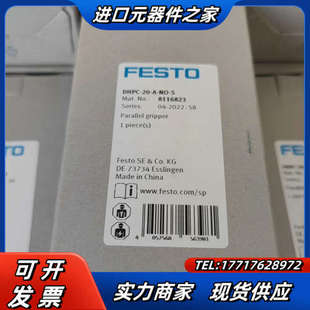 进口元器件之家
FESTO
DHPC-20-A-NO-S
Mat. No.: 8116823
Series: 04-2022, S8
Parallel gripper
1 piece(s)
Festo SE & Co. KG
DE-73734 Esslingen
Made in China
www.festo.com/sp
4 052568
可开发票
TEL:17717628972
实力商家 现货供应